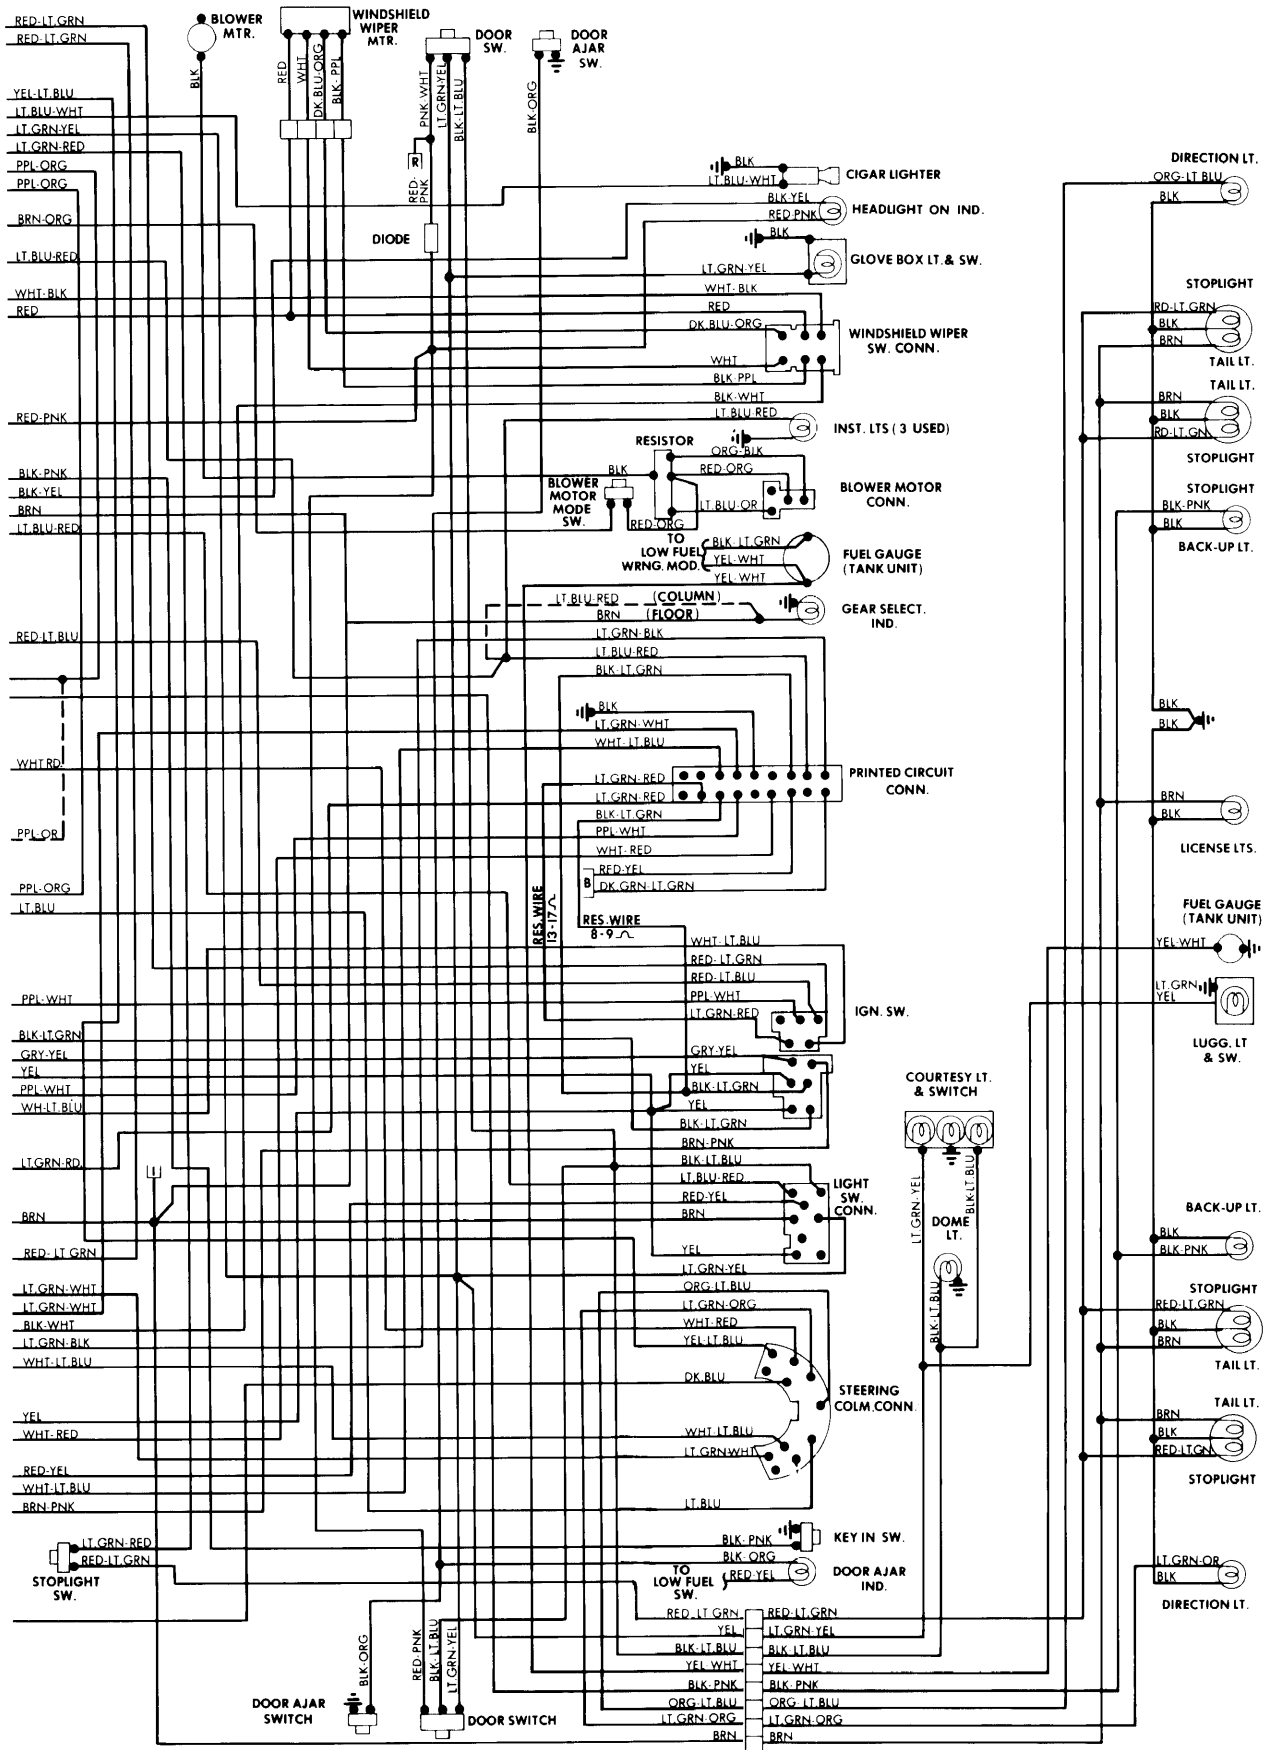 RED-LT.GRN
RED-LT.GRN
YEL-LT.BLU
LT.BLU-WHT
LT.GRN-YEL
LT.GRN-RED
PPL-ORG
PPL-ORG
BRN-ORG
LT.BLU-RED
WHT-BLK
RED
RED-PNK
BLK-PNK
BLK-YEL
BRN
LT.BLU-RED
RED-LT.BLU
WHT RD
PPL-OR
PPL-ORG
LT.BLU
PPL-WHT
BLK-LT.GRN
GRY-YEL
YEL
PPL-WHT
WH-LT.BLU
LT.GRN-RD.
BRN
RED-LT GRN
LT.GRN-WHT
LT.GRN-WHT
BLK-WHT
LT.GRN-BLK
WHT-LT.BLU
YEL
WHT-RED
RED-YEL
WHT-LT.BLU
BRN-PNK
LT.GRN-RED
RED-LT.GRN
STOPLIGHT
SW.
BLOWER
MTR.
BLK
WINDSHIELD
WIPER
MTR.
RED
WHT
DK.BLU-ORG
BLK-PPL
DOOR
SW.
PNK-WHT
LT.GRN-YEL
BLK-LT.BLU
DOOR
AJAR
SW.
BLK-ORG
R
RED-
PNK
DIODE
BLK
LT.BLU-WHT
CIGAR LIGHTER
BLK-YEL
RED-PNK
HEADLIGHT ON IND.
BLK
LT.GRN-YEL
GLOVE BOX LT.& SW.
WHT-BLK
RED
DK.BLU-ORG
WHT
BLK-PPL
BLK-WHT
WINDSHIELD WIPER
SW. CONN.
LT.BLU-RED
INST. LTS ( 3 USED)
RESISTOR
ORG-BLK
RED-ORG
LT.BLU-OR
BLK
BLOWER
MOTOR
MODE
SW.
RED-ORG
BLOWER MOTOR
CONN.
TO
LOW FUEL
WRNG. MOD.
BLK-LT.GRN
YEL-WHT
YEL-WHT
FUEL GAUGE
(TANK UNIT)
LT.BLU-RED
(COLUMN)
BRN
(FLOOR)
GEAR SELECT.
IND.
LT.GRN-BLK
LT.BLU-RED
BLK-LT.GRN
BLK
LT.GRN-WHT
WHT-LT.BLU
LT.GRN-RED
LT.GRN-RED
BLK-LT.GRN
PPL-WHT
WHT-RED
B
RED-YEL
DK.GRN-LT.GRN
PRINTED CIRCUIT
CONN.
RES.WIRE
13-17Ω
RES.WIRE
8-9 Ω
WHT-LT.BLU
RED-LT.GRN
RED-LT.BLU
PPL-WHT
LT.GRN-RED
IGN. SW.
GRY-YEL
YEL
BLK-LT.GRN
YEL
BLK-LT.GRN
BRN-PNK
BLK-LT.BLU
LT.BLU-RED
RED-YEL
BRN
YEL
LT.GRN-YEL
LIGHT
SW.
CONN.
ORG-LT.BLU
LT.GRN-ORG
WHT-RED
YEL-LT.BLU
DK.BLU
WHT-LT.BLU
LT.GRN-WHT
LT.BLU
STEERING
COLM.CONN.
BLK-PNK
KEY IN SW.
BLK-ORG
RED-YEL
TO
LOW FUEL
SW.
DOOR AJAR
IND.
RED-LT GRN
YEL
BLK-LT.BLU
YEL-WHT
BLK-PNK
ORG-LT.BLU
LT.GRN-ORG
BRN
RED-LT.GRN
LT.GRN-YEL
BLK-LT.BLU
YEL-WHT
BLK-PNK
ORG-LT.BLU
LT.GRN-ORG
BRN
BLK-ORG
DOOR AJAR
SWITCH
RED-PNK
BLK-LT.BLU
LT.GRN-YEL
DOOR SWITCH
COURTESY LT.
& SWITCH
LT.GRN-YEL
BLK-LT.BLU
DOME
LT.
BLK-LT.BLU
DIRECTION LT.
ORG-LT BLU
BLK
STOPLIGHT
RD-LT.GRN
BLK
BRN
TAIL LT.
TAIL LT.
BRN
BLK
RD-LT.GN
STOPLIGHT
STOPLIGHT
BLK-PNK
BLK
BACK-UP LT.
BLK
BLK
BRN
BLK
LICENSE LTS.
FUEL GAUGE
(TANK UNIT)
YEL-WHT
LT.GRN
YEL
LUGG. LT
& SW.
BACK-UP LT.
BLK
BLK-PNK
STOPLIGHT
RED-LT.GRN
BLK
BRN
TAIL LT.
TAIL LT.
BRN
BLK
RED-LT.GN
STOPLIGHT
LT.GRN-OR
BLK
DIRECTION LT.